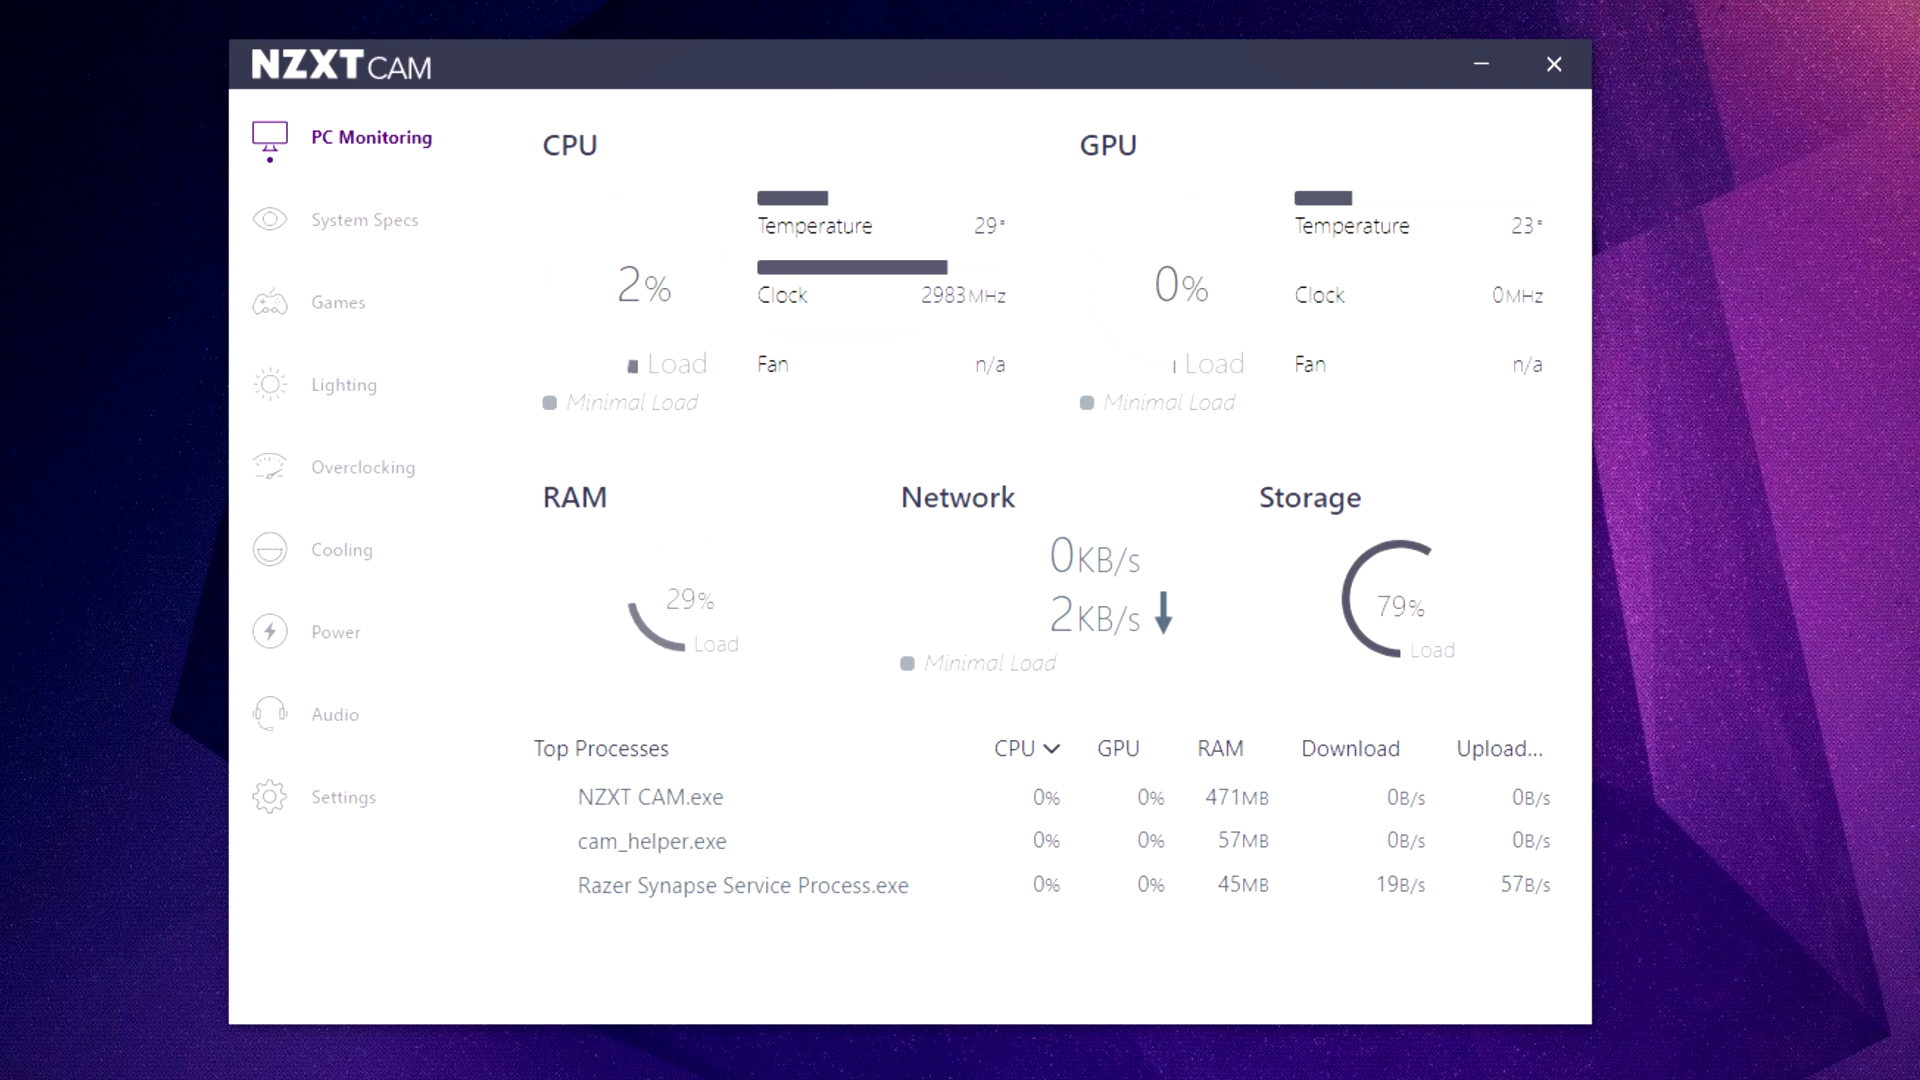 NZXT CAM
PC Monitoring
System Specs
Games
Lighting
Overclocking
Cooling
Power
Audio
Settings
CPU
2%
Load
Minimal Load
Temperature 29°
Clock 2983MHz
Fan n/a
GPU
0%
Load
Minimal Load
Temperature 23°
Clock 0MHz
Fan n/a
RAM
29%
Load
Network
0KB/s
2KB/s
Minimal Load
Storage
79%
Load
Top Processes CPU GPU RAM Download Upload...
NZXT CAM.exe 0% 0% 471MB 0B/s 0B/s
cam_helper.exe 0% 0% 57MB 0B/s 0B/s
Razer Synapse Service Process.exe 0% 0% 45MB 19B/s 57B/s